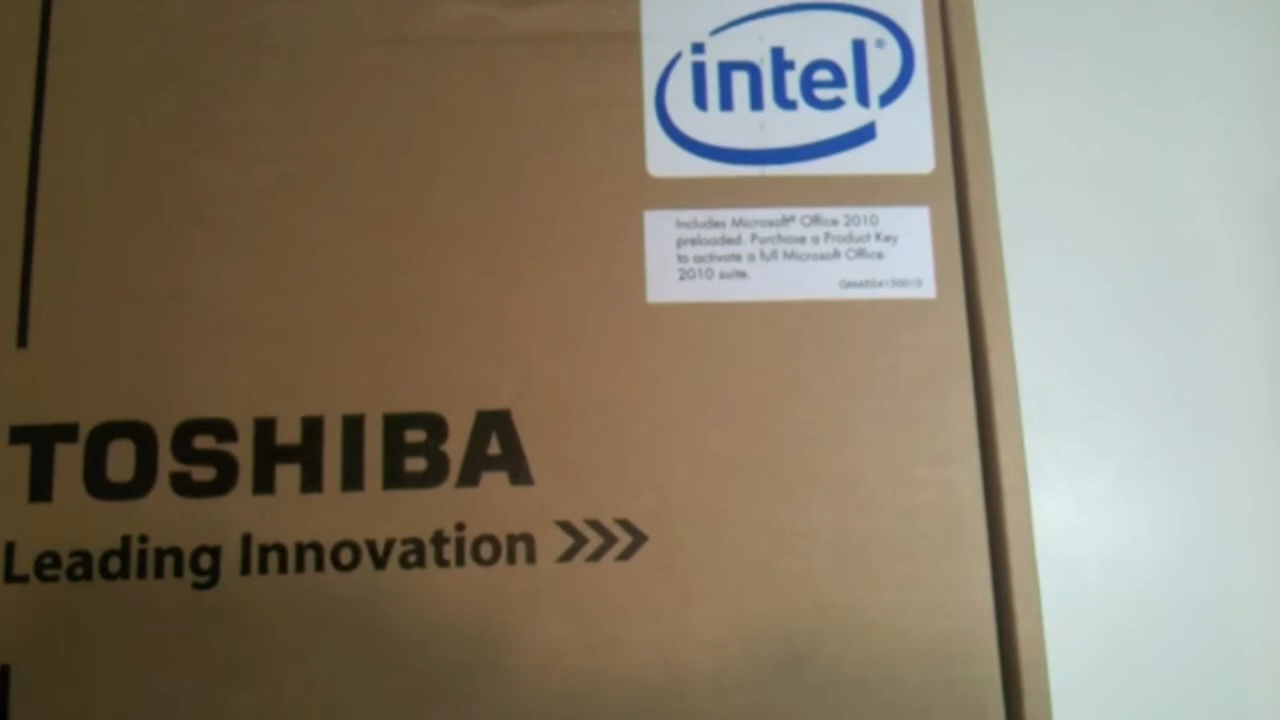 intel®
Includes Microsoft® Office 2010
preloaded. Purchase a Product Key
to activate a full Microsoft Office
2010 suite.
TOSHIBA
Leading Innovation >>>